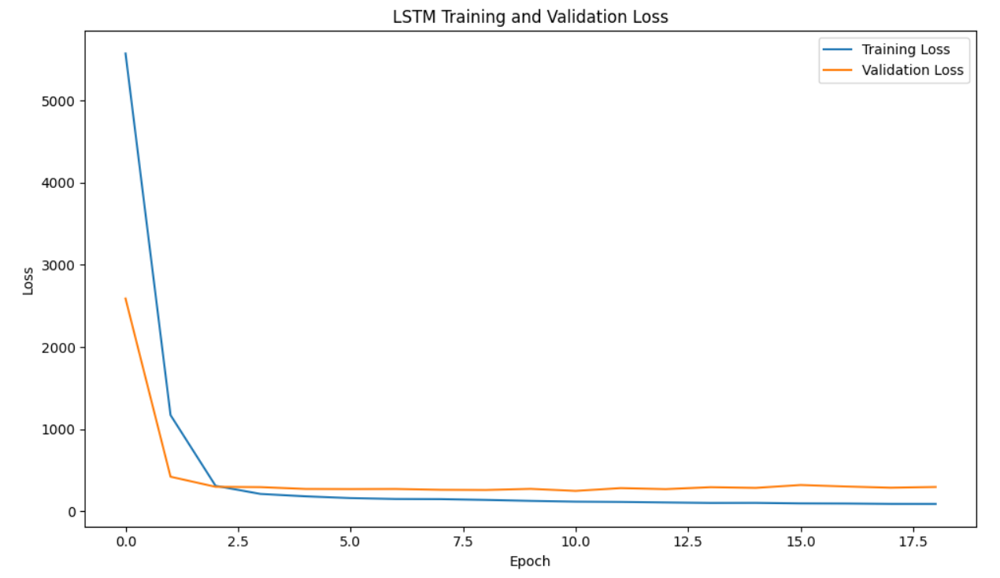 LSTM Training and Validation Loss
Training Loss
Validation Loss
5000
4000
3000
2000
1000
0
Loss
0.0 2.5 5.0 7.5 10.0 12.5 15.0 17.5
Epoch